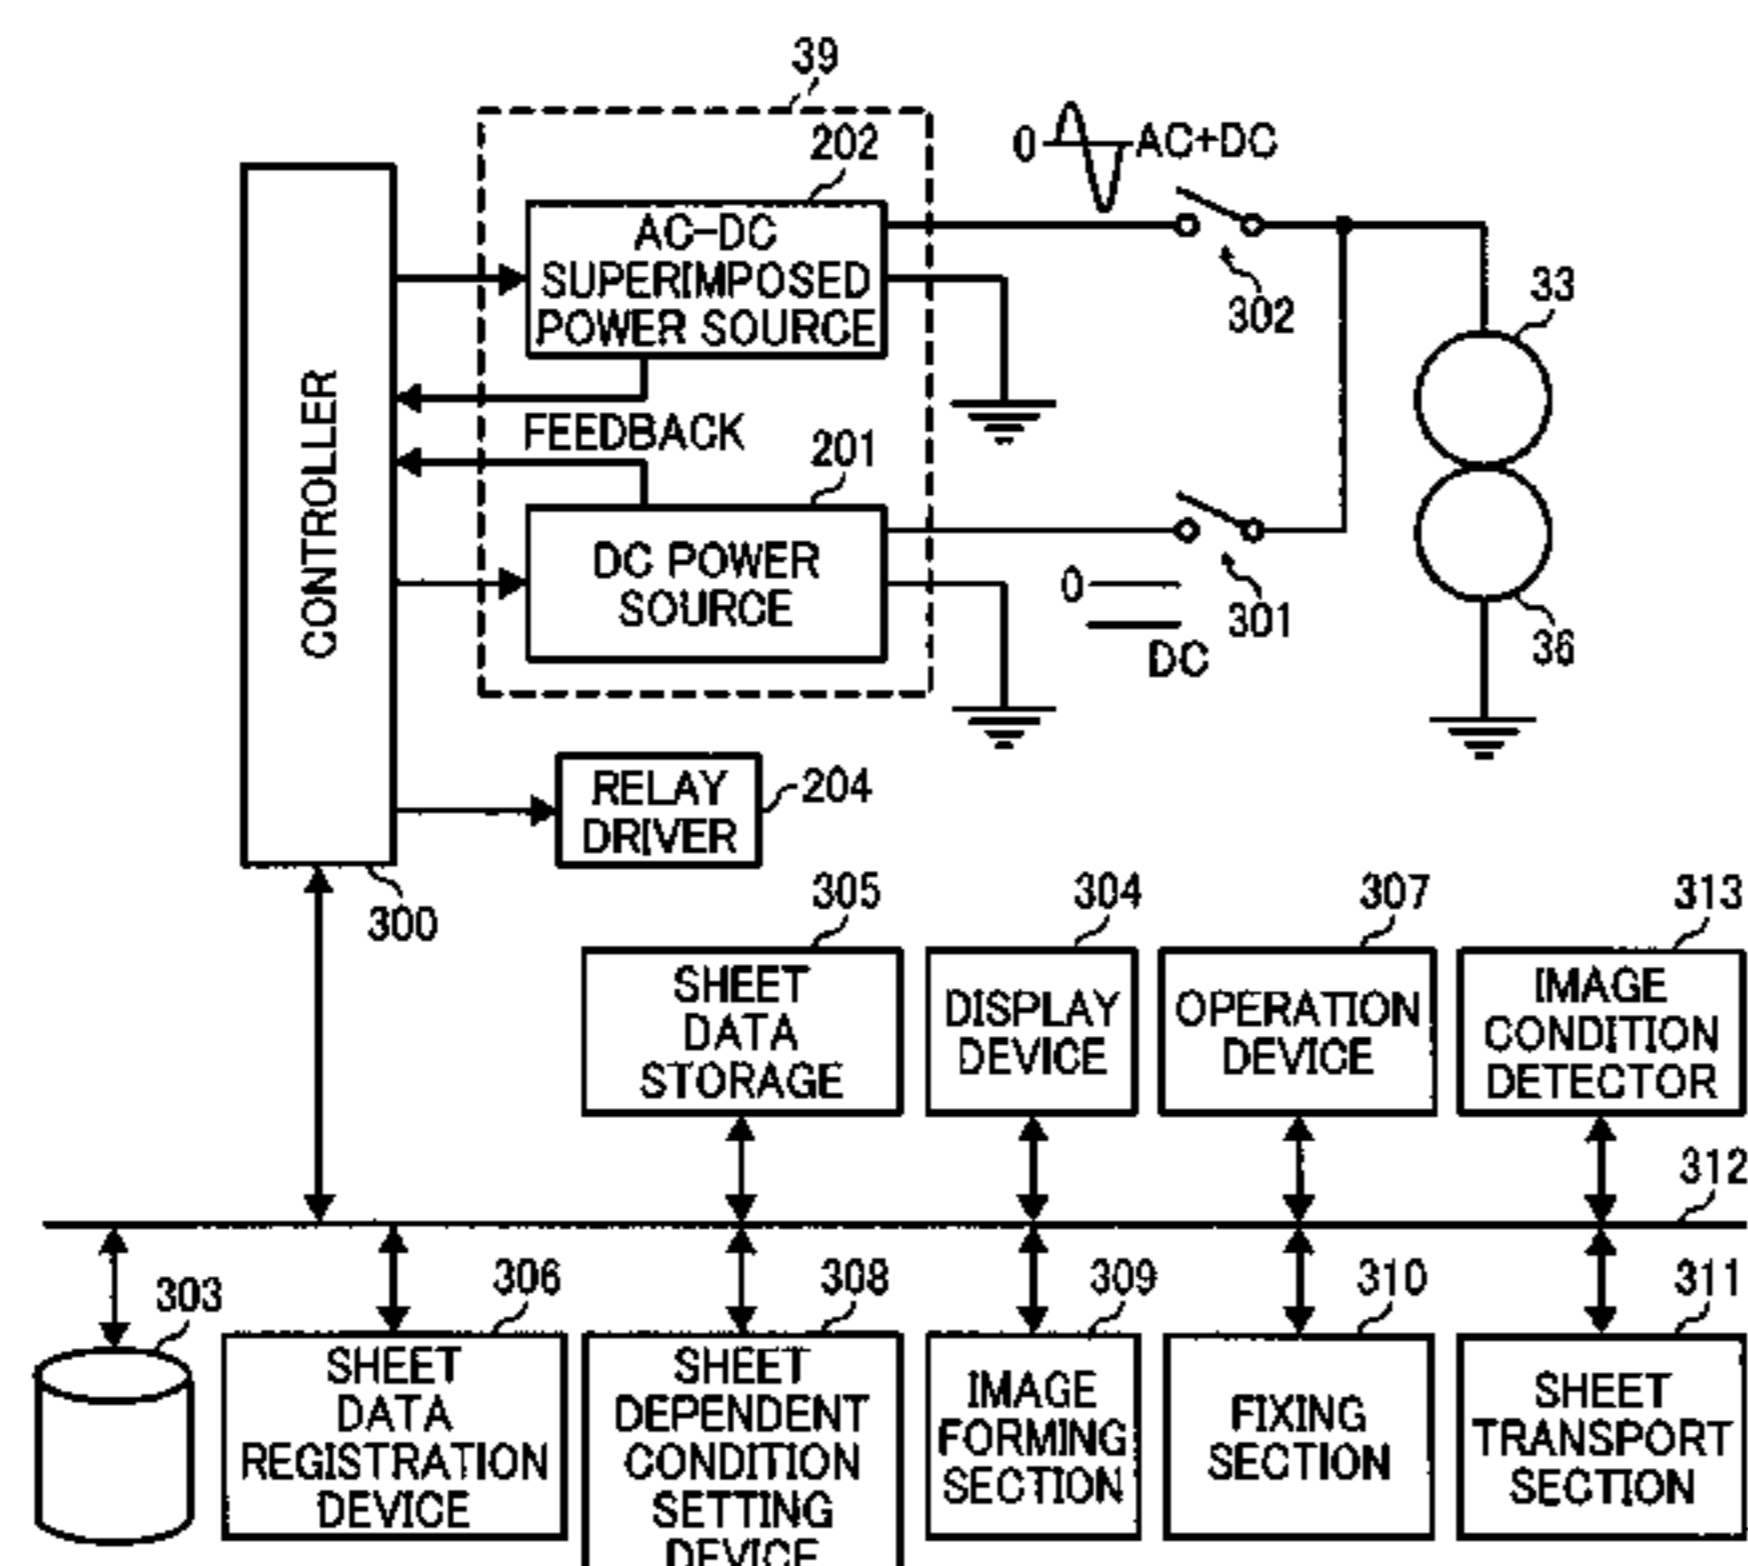 39
202
0
AC+DC
AC-DC
SUPERIMPOSED
POWER SOURCE
302
33
CONTROLLER
FEEDBACK
201
DC POWER
SOURCE
0
DC
301
36
RELAY
DRIVER
204
300
305
304
307
313
SHEET
DATA
STORAGE
DISPLAY
DEVICE
OPERATION
DEVICE
IMAGE
CONDITION
DETECTOR
312
303
306
308
309
310
311
SHEET
DATA
REGISTRATION
DEVICE
SHEET
DEPENDENT
CONDITION
SETTING
DEVICE
IMAGE
FORMING
SECTION
FIXING
SECTION
SHEET
TRANSPORT
SECTION